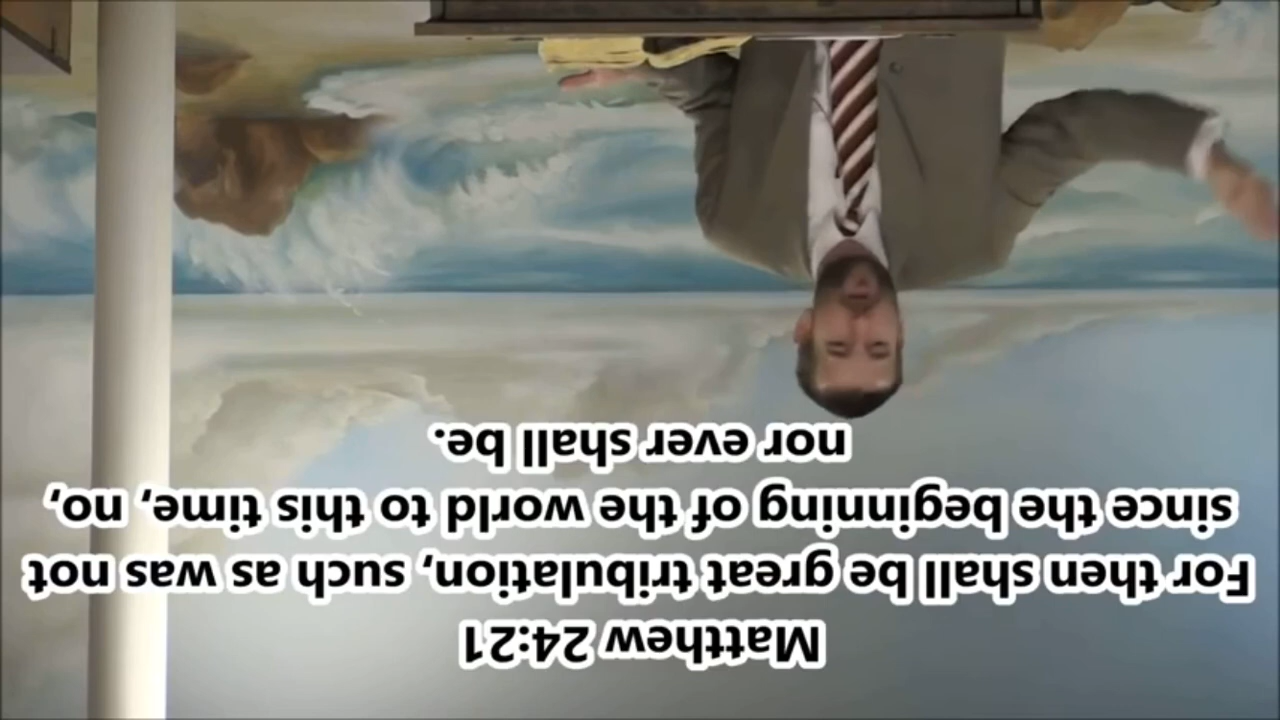 Matthew 24:21
For then shall be great tribulation, such as was not
since the beginning of the world to this time, no,
nor ever shall be.